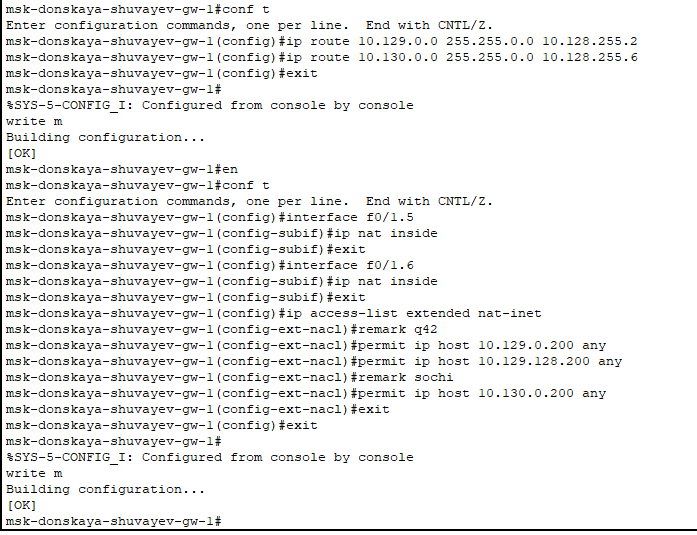 msk-donskaya-shuvayev-gw-1#conf t
Enter configuration commands, one per line.  End with CNTL/Z.
msk-donskaya-shuvayev-gw-1(config)#ip route 10.129.0.0 255.255.0.0 10.128.255.2
msk-donskaya-shuvayev-gw-1(config)#ip route 10.130.0.0 255.255.0.0 10.128.255.6
msk-donskaya-shuvayev-gw-1(config)#exit
msk-donskaya-shuvayev-gw-1#
%SYS-5-CONFIG_I: Configured from console by console
write m
Building configuration...
[OK]
msk-donskaya-shuvayev-gw-1#en
msk-donskaya-shuvayev-gw-1#conf t
Enter configuration commands, one per line.  End with CNTL/Z.
msk-donskaya-shuvayev-gw-1(config)#interface f0/1.5
msk-donskaya-shuvayev-gw-1(config-subif)#ip nat inside
msk-donskaya-shuvayev-gw-1(config-subif)#exit
msk-donskaya-shuvayev-gw-1(config)#interface f0/1.6
msk-donskaya-shuvayev-gw-1(config-subif)#ip nat inside
msk-donskaya-shuvayev-gw-1(config-subif)#exit
msk-donskaya-shuvayev-gw-1(config)#ip access-list extended nat-inet
msk-donskaya-shuvayev-gw-1(config-ext-nacl)#remark q42
msk-donskaya-shuvayev-gw-1(config-ext-nacl)#permit ip host 10.129.0.200 any
msk-donskaya-shuvayev-gw-1(config-ext-nacl)#permit ip host 10.129.128.200 any
msk-donskaya-shuvayev-gw-1(config-ext-nacl)#remark sochi
msk-donskaya-shuvayev-gw-1(config-ext-nacl)#permit ip host 10.130.0.200 any
msk-donskaya-shuvayev-gw-1(config-ext-nacl)#exit
msk-donskaya-shuvayev-gw-1(config)#exit
msk-donskaya-shuvayev-gw-1#
%SYS-5-CONFIG_I: Configured from console by console
write m
Building configuration...
[OK]
msk-donskaya-shuvayev-gw-1#